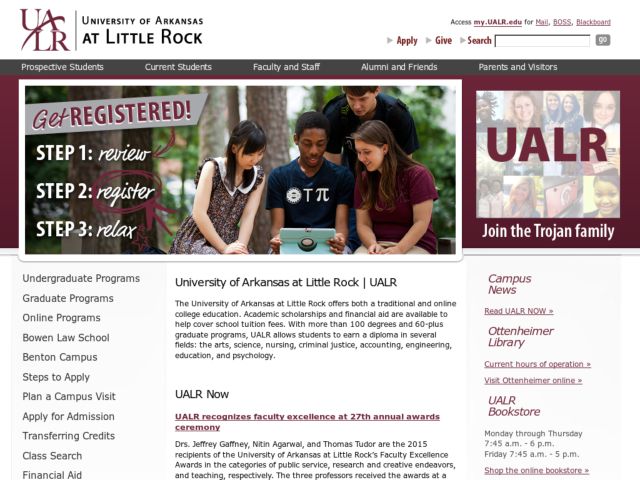 UALR
UNIVERSITY OF ARKANSAS
AT LITTLE ROCK
Access my.UALR.edu for Mail, BOSS, Blackboard
Apply Give Search go
Prospective Students Current Students Faculty and Staff Alumni and Friends Parents and Visitors
Get REGISTERED!
STEP 1: review
STEP 2: register
STEP 3: relax
ΘΤΠ
UALR
Join the Trojan family
Undergraduate Programs
Graduate Programs
Online Programs
Bowen Law School
Benton Campus
Steps to Apply
Plan a Campus Visit
Apply for Admission
Transferring Credits
Class Search
Financial Aid
University of Arkansas at Little Rock | UALR
The University of Arkansas at Little Rock offers both a traditional and online
college education. Academic scholarships and financial aid are available to
help cover school tuition fees. With more than 100 degrees and 60-plus
graduate programs, UALR allows students to earn a diploma in several
fields: the arts, science, nursing, criminal justice, accounting, engineering,
education, and psychology.
UALR Now
UALR recognizes faculty excellence at 27th annual awards
ceremony
Drs. Jeffrey Gaffney, Nitin Agarwal, and Thomas Tudor are the 2015
recipients of the University of Arkansas at Little Rock's Faculty Excellence
Awards in the categories of public service, research and creative endeavors,
and teaching, respectively. The three professors received the awards at a
Campus
News
Read UALR NOW »
Ottenheimer
Library
Current hours of operation »
Visit Ottenheimer online »
UALR
Bookstore
Monday through Thursday
7:45 a.m. - 6 p.m.
Friday 7:45 a.m. - 5 p.m.
Shop the online bookstore »